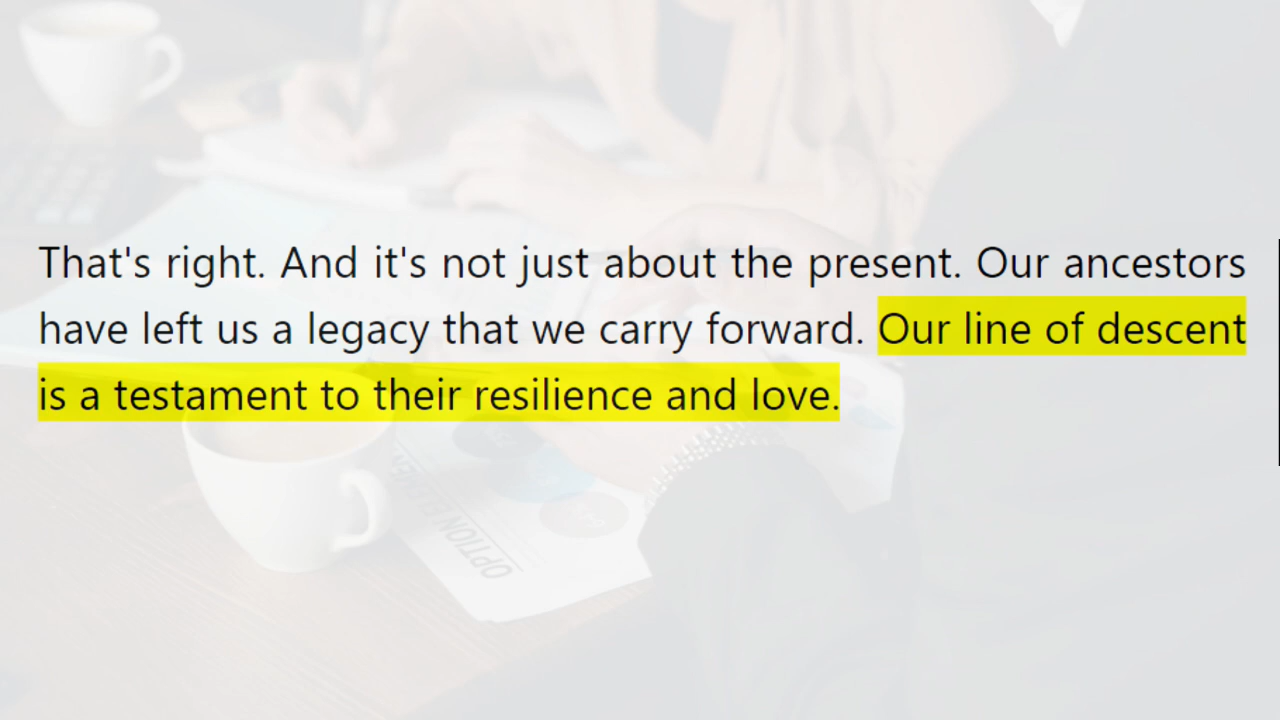 That's right. And it's not just about the present. Our ancestors
have left us a legacy that we carry forward. Our line of descent
is a testament to their resilience and love.